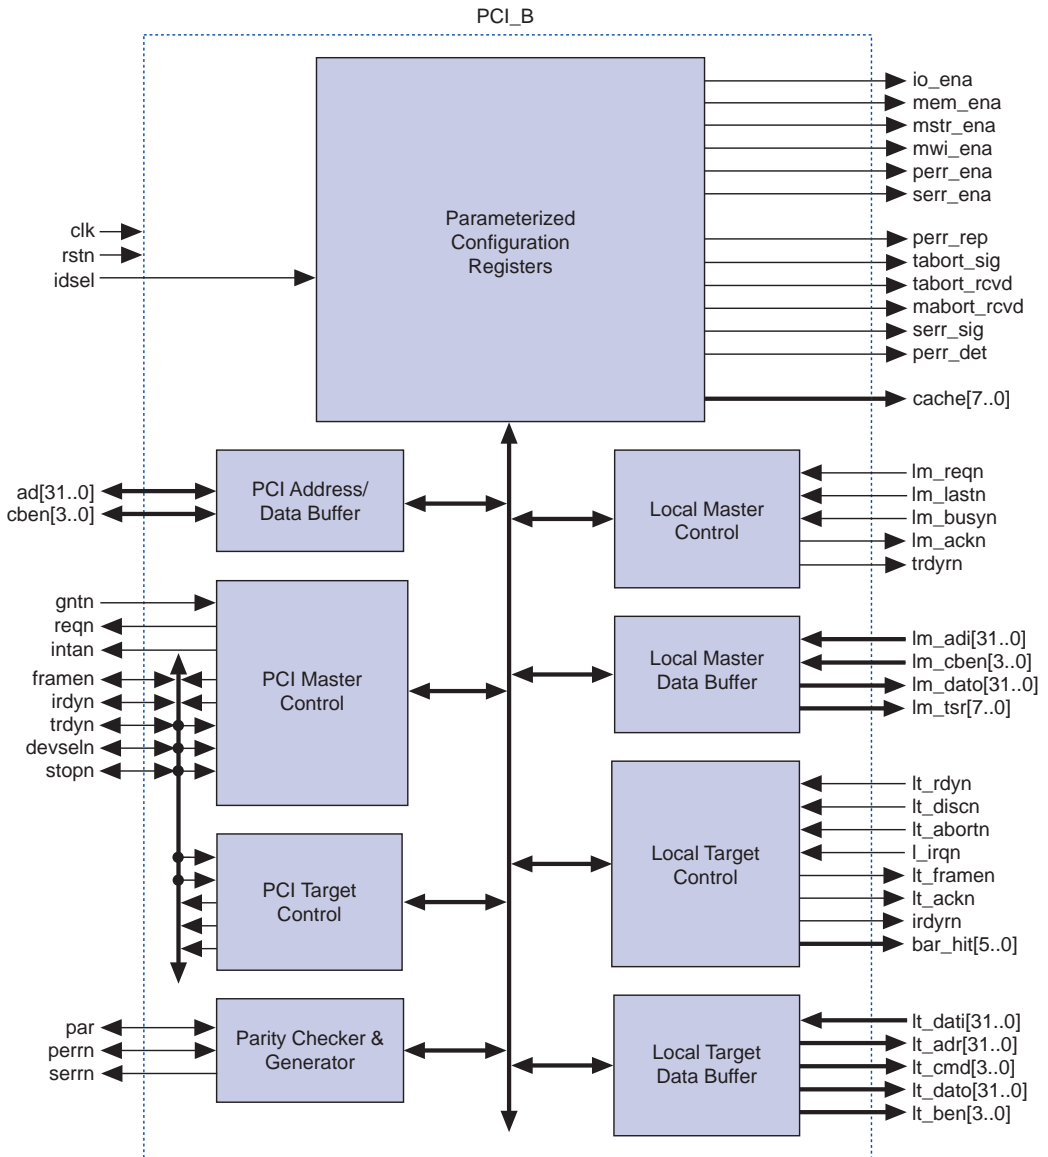 PCI_B
Parameterized
Configuration
Registers
io_ena
mem_ena
mstr_ena
mwi_ena
perr_ena
serr_ena
perr_rep
tabort_sig
tabort_rcvd
mabort_rcvd
serr_sig
perr_det
cache[7..0]
clk
rstn
idsel
ad[31..0]
cben[3..0]
PCI Address/
Data Buffer
Local Master
Control
lm_reqn
lm_lastn
lm_busyn
lm_ackn
trdyrn
gntn
reqn
intan
framen
irdyn
trdyn
devseln
stopn
PCI Master
Control
Local Master
Data Buffer
lm_adi[31..0]
lm_cben[3..0]
lm_dato[31..0]
lm_tsr[7..0]
PCI Target
Control
Local Target
Control
lt_rdyn
lt_discn
lt_abortn
l_irqn
lt_framen
lt_ackn
irdyrn
bar_hit[5..0]
par
perrn
serrn
Parity Checker &
Generator
Local Target
Data Buffer
lt_dati[31..0]
lt_adr[31..0]
lt_cmd[3..0]
lt_dato[31..0]
lt_ben[3..0]